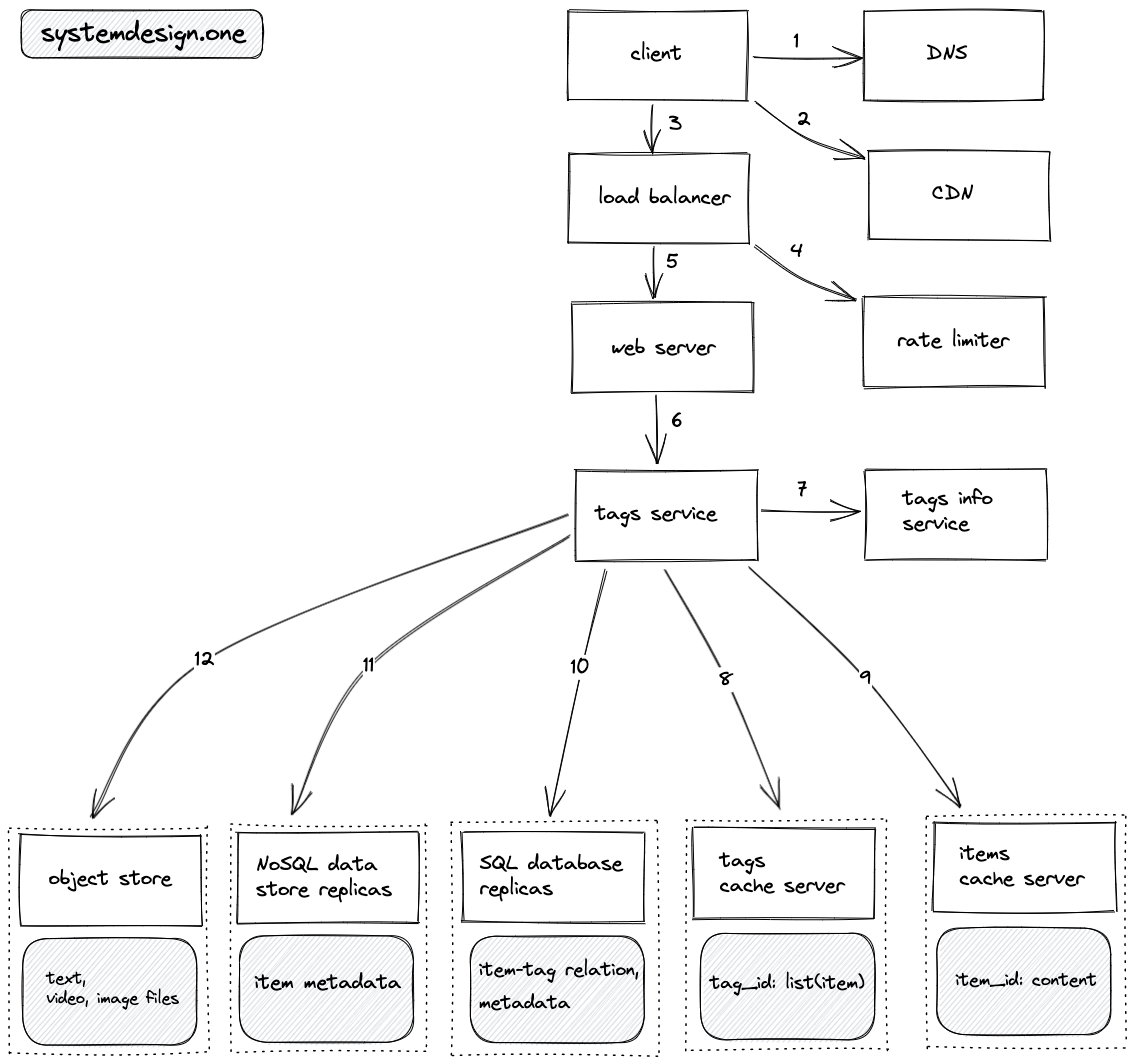 systemdesign.one
client
1
DNS
3
2
load balancer
CDN
5
4
web server
rate limiter
6
tags service
7
tags info
service
12
11
10
8
9
object store
text,
video, image files
NoSQL data
store replicas
item metadata
SQL database
replicas
item-tag relation,
metadata
tags
cache server
tag_id: list(item)
items
cache server
item_id: content